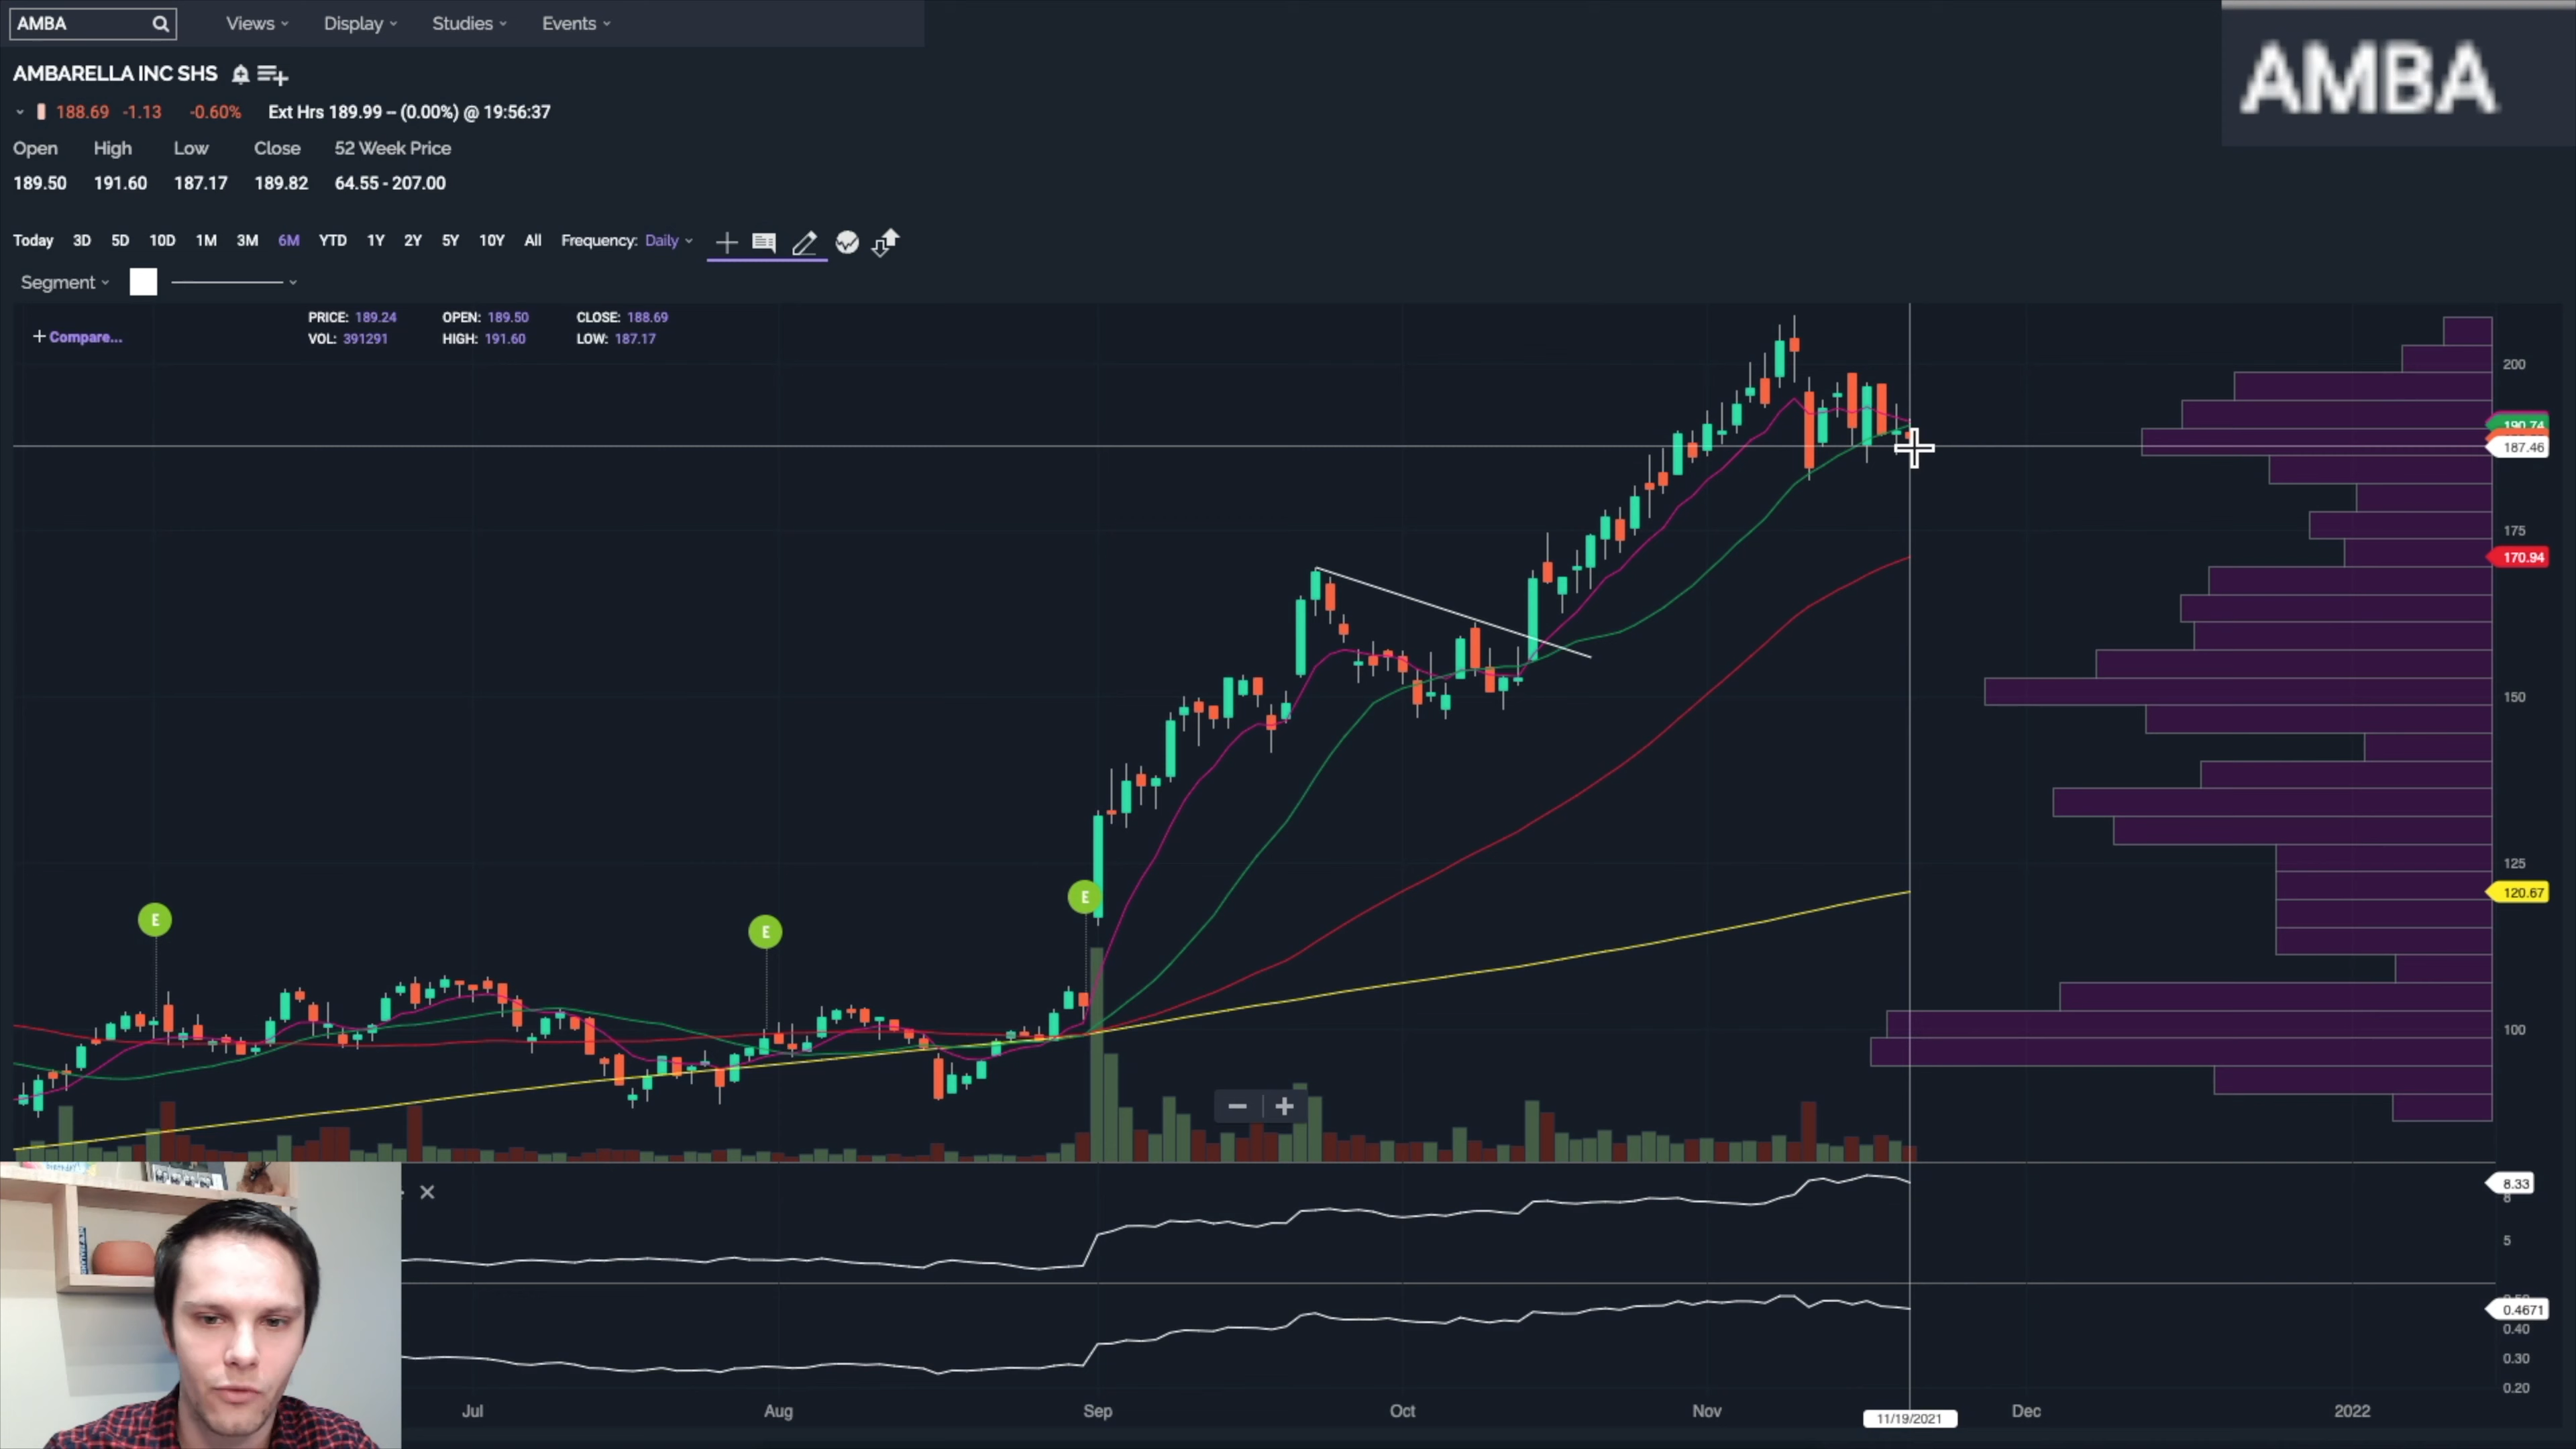 AMBA
Views
Display
Studies
Events
AMBA
AMBARELLA INC SHS
188.69 -1.13 -0.60% Ext Hrs 189.99 – (0.00%) @ 19:56:37
Open High Low Close 52 Week Price
189.50 191.60 187.17 189.82 64.55 - 207.00
Today 3D 5D 10D 1M 3M 6M YTD 1Y 2Y 5Y 10Y All Frequency: Daily
Segment
+ Compare...
PRICE: 189.24 OPEN: 189.50 CLOSE: 188.69
VOL: 391291 HIGH: 191.60 LOW: 187.17
200
190.74
187.46
175
170.94
150
125
120.67
100
E
E
E
8.33
8
5
0.4671
0.40
0.30
0.20
Jul Aug Sep Oct Nov 11/19/2021 Dec 2022